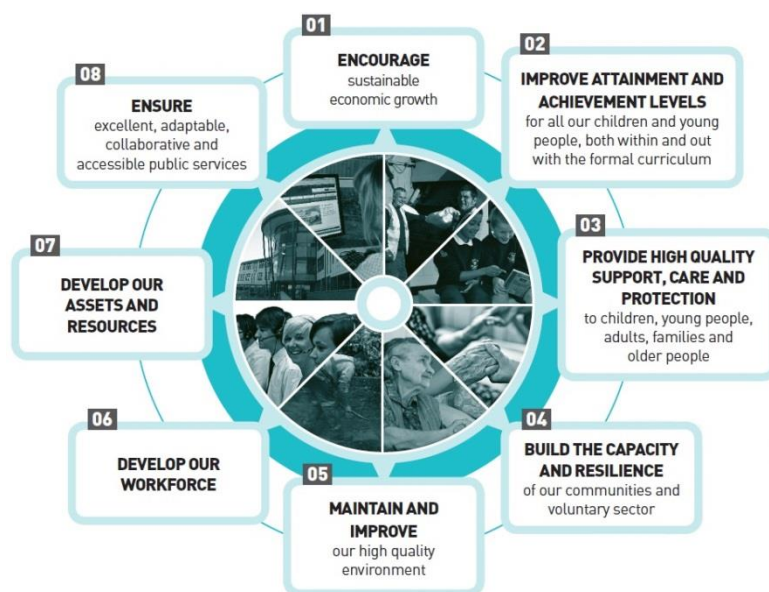 01
ENCOURAGE
sustainable
economic growth
02
IMPROVE ATTAINMENT AND
ACHIEVEMENT LEVELS
for all our children and young
people, both within and out
with the formal curriculum
03
PROVIDE HIGH QUALITY
SUPPORT, CARE AND
PROTECTION
to children, young people,
adults, families and
older people
04
BUILD THE CAPACITY
AND RESILIENCE
of our communities and
voluntary sector
05
MAINTAIN AND
IMPROVE
our high quality
environment
06
DEVELOP OUR
WORKFORCE
07
DEVELOP OUR
ASSETS AND
RESOURCES
08
ENSURE
excellent, adaptable,
collaborative and
accessible public services